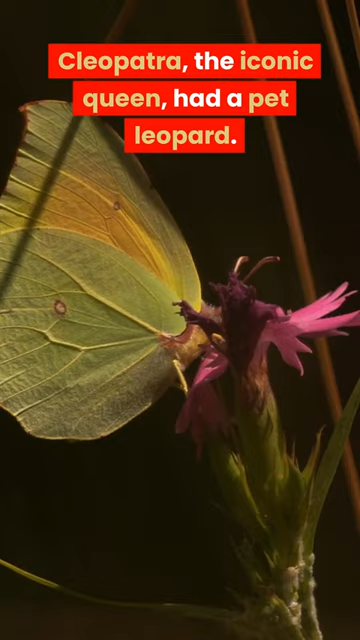 Cleopatra, the iconic
queen, had a pet
leopard.